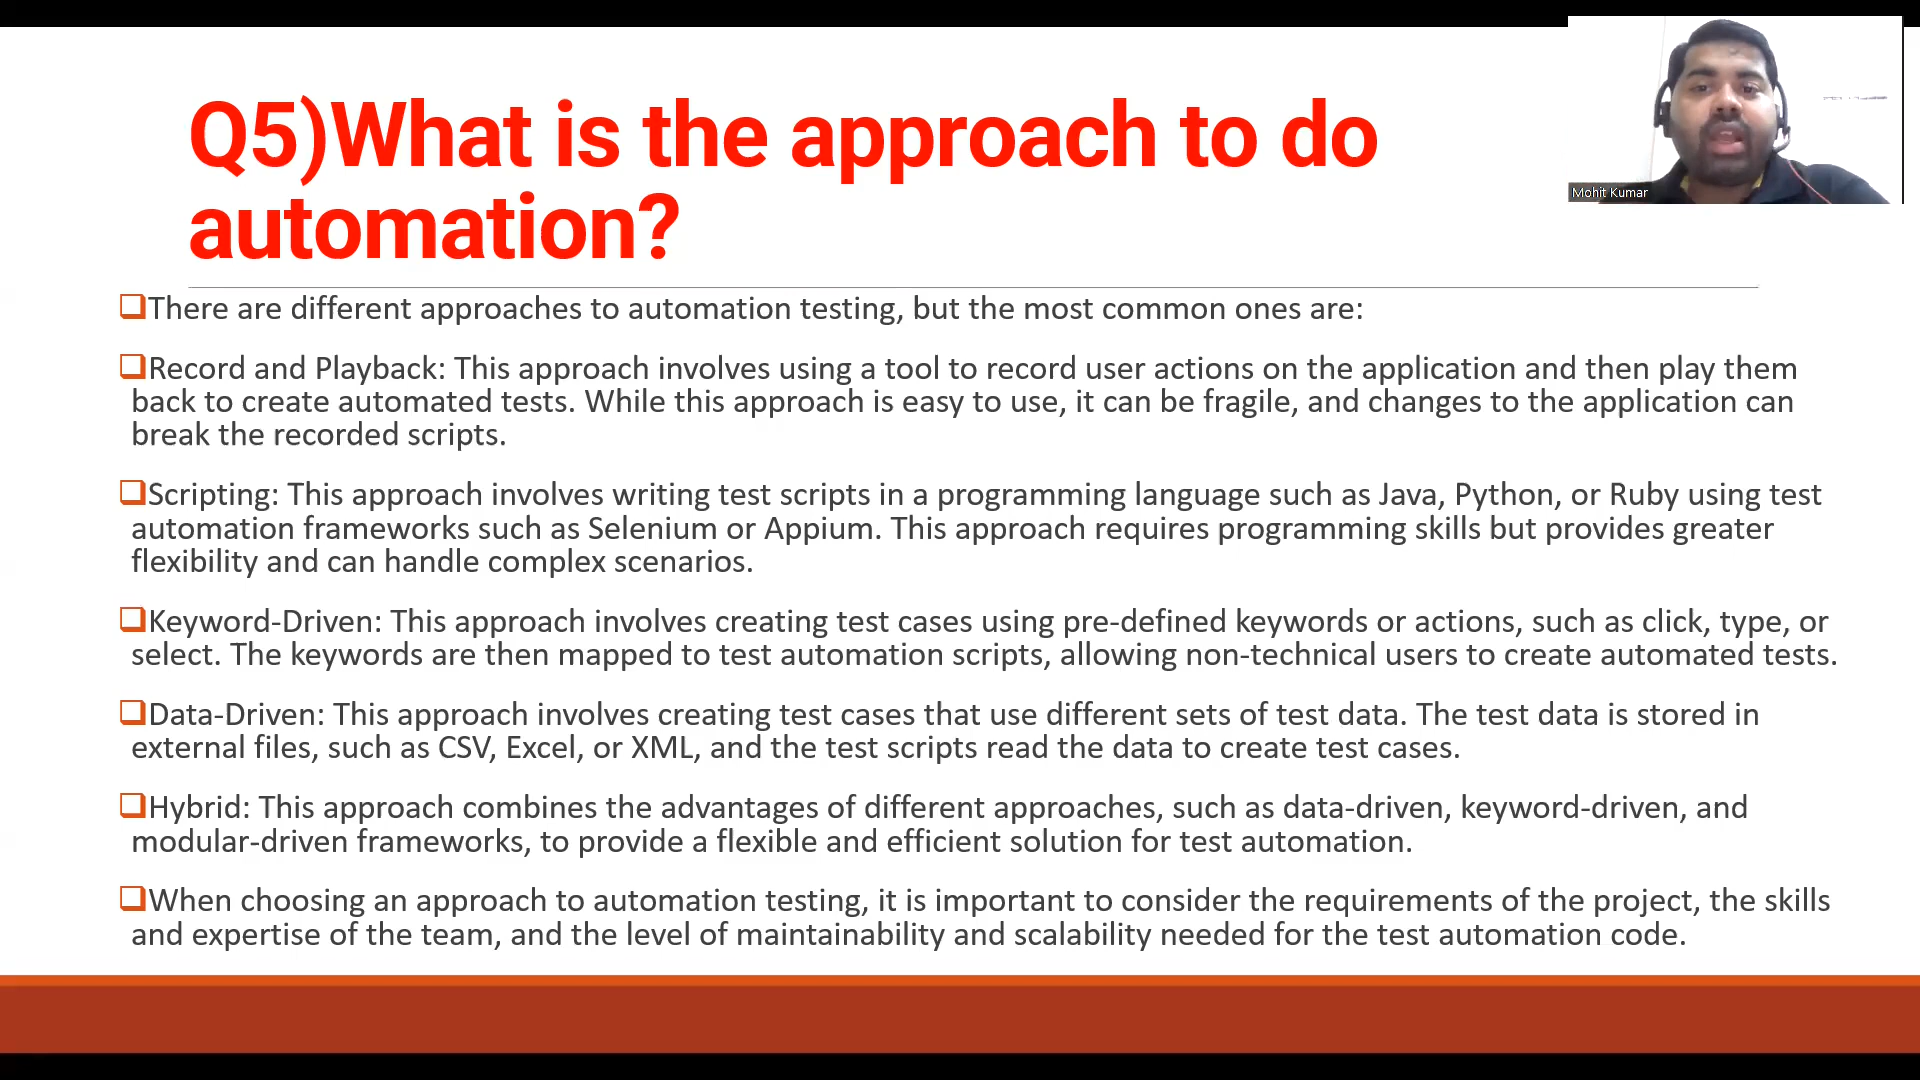 Q5)What is the approach to do
automation?
Mohit Kumar
There are different approaches to automation testing, but the most common ones are:
Record and Playback: This approach involves using a tool to record user actions on the application and then play them
back to create automated tests. While this approach is easy to use, it can be fragile, and changes to the application can
break the recorded scripts.
Scripting: This approach involves writing test scripts in a programming language such as Java, Python, or Ruby using test
automation frameworks such as Selenium or Appium. This approach requires programming skills but provides greater
flexibility and can handle complex scenarios.
Keyword-Driven: This approach involves creating test cases using pre-defined keywords or actions, such as click, type, or
select. The keywords are then mapped to test automation scripts, allowing non-technical users to create automated tests.
Data-Driven: This approach involves creating test cases that use different sets of test data. The test data is stored in
external files, such as CSV, Excel, or XML, and the test scripts read the data to create test cases.
Hybrid: This approach combines the advantages of different approaches, such as data-driven, keyword-driven, and
modular-driven frameworks, to provide a flexible and efficient solution for test automation.
When choosing an approach to automation testing, it is important to consider the requirements of the project, the skills
and expertise of the team, and the level of maintainability and scalability needed for the test automation code.